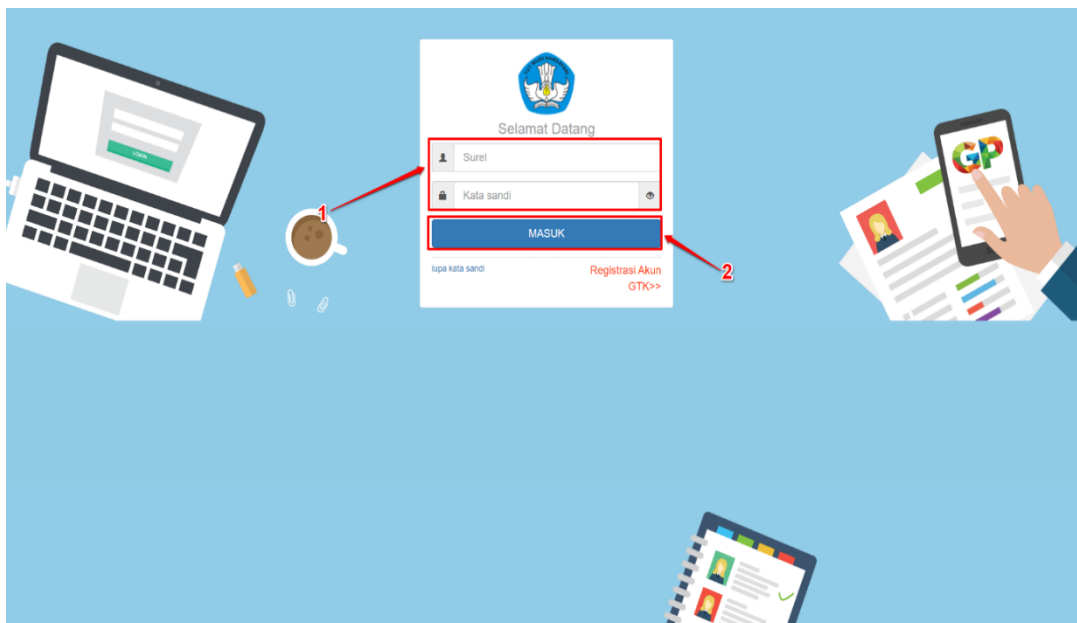 LOGIN
GP
Selamat Datang
Surel
Kata sandi
1
MASUK
lupa kata sandi
Registrasi Akun
GTK>>
2